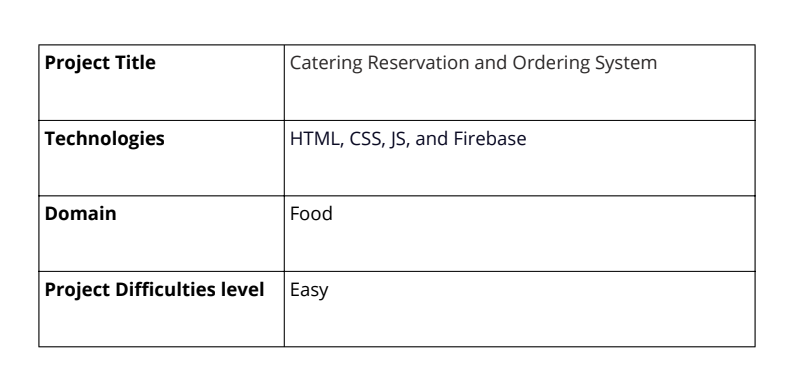 Project Title Catering Reservation and Ordering System
Technologies HTML, CSS, JS, and Firebase
Domain Food
Project Difficulties level Easy